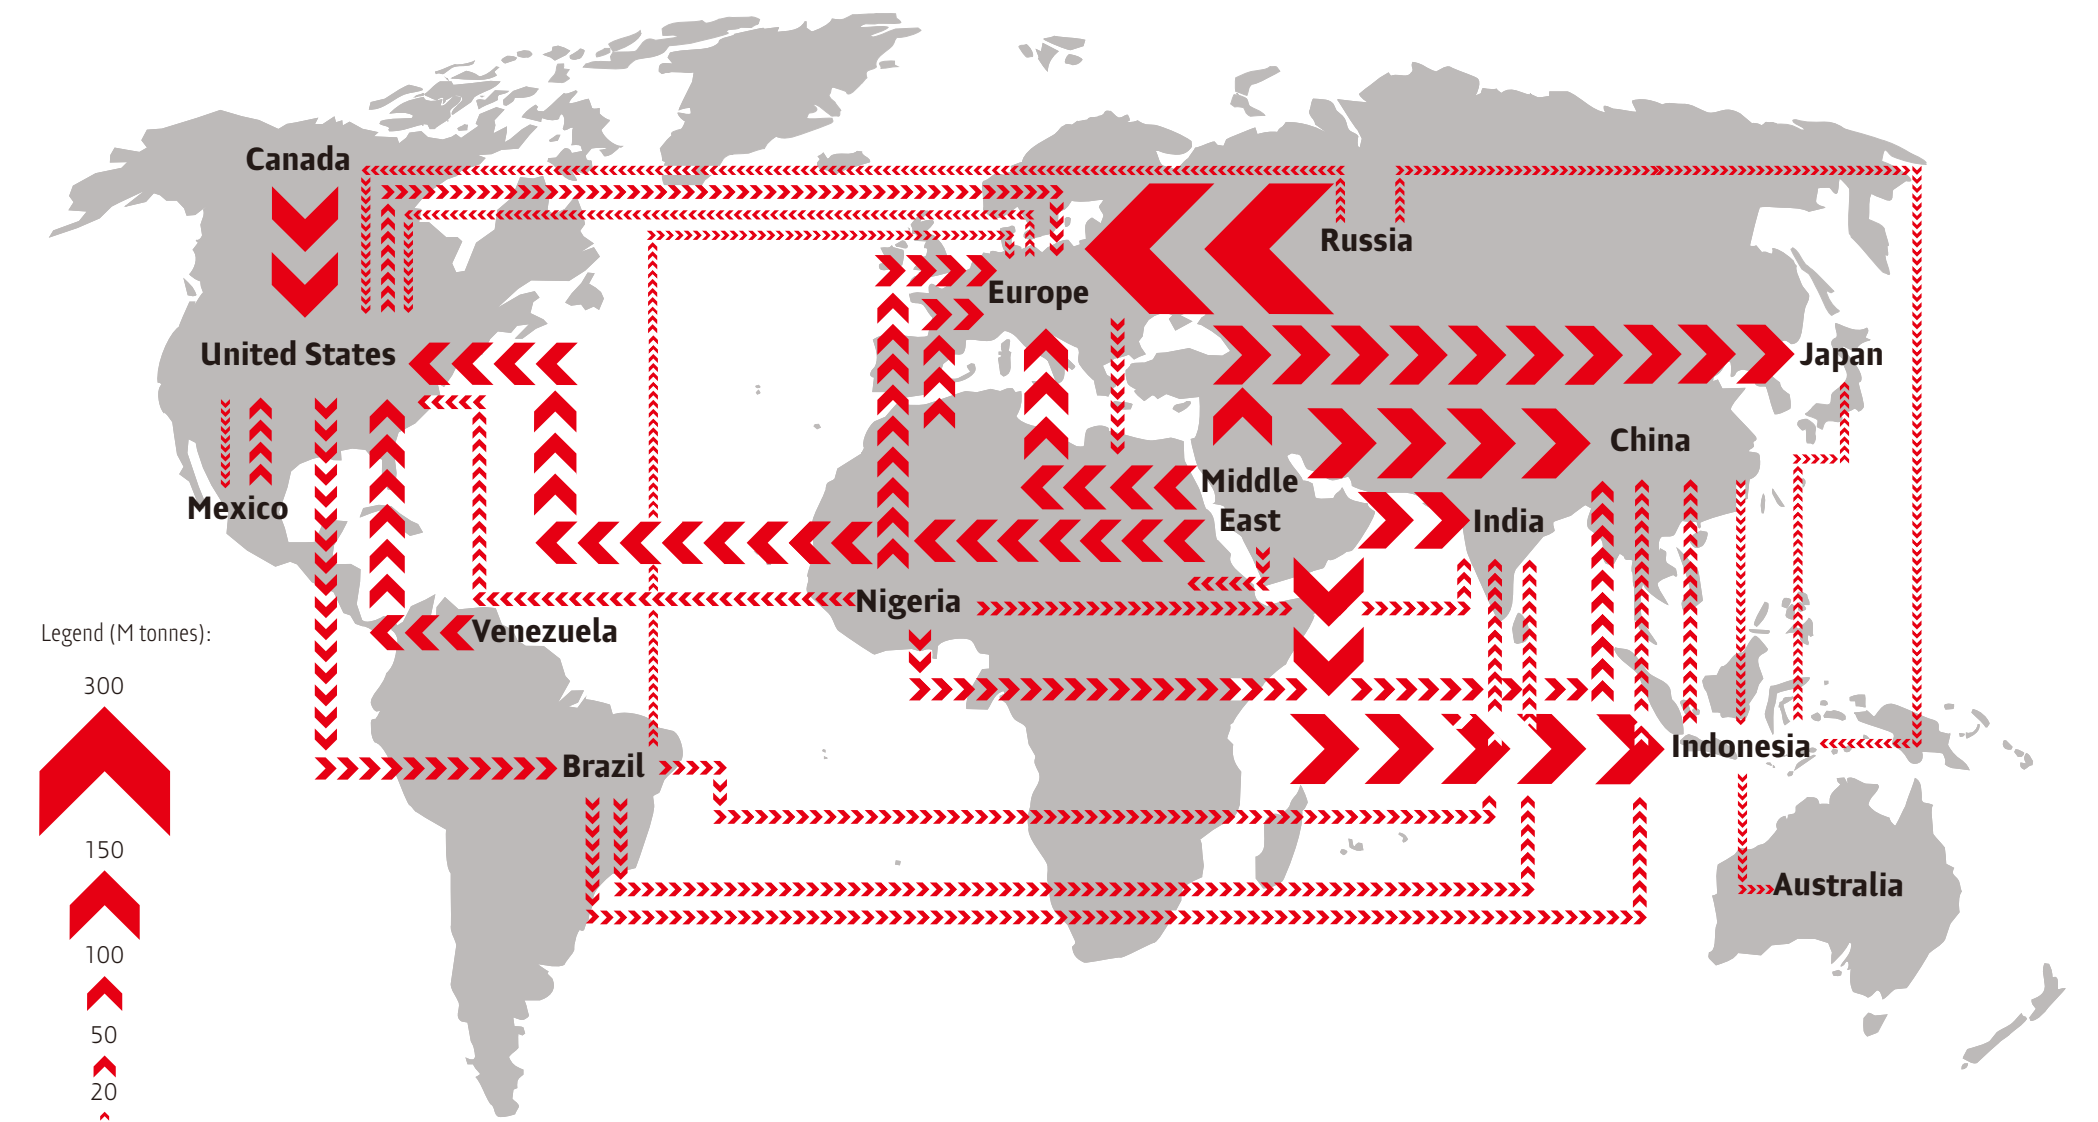 Canada
Russia
Europe
United States
Japan
China
Middle
East
Mexico
India
Nigeria
Venezuela
Legend (M tonnes):
300
Indonesia
Brazil
150
Australia
100
50
20